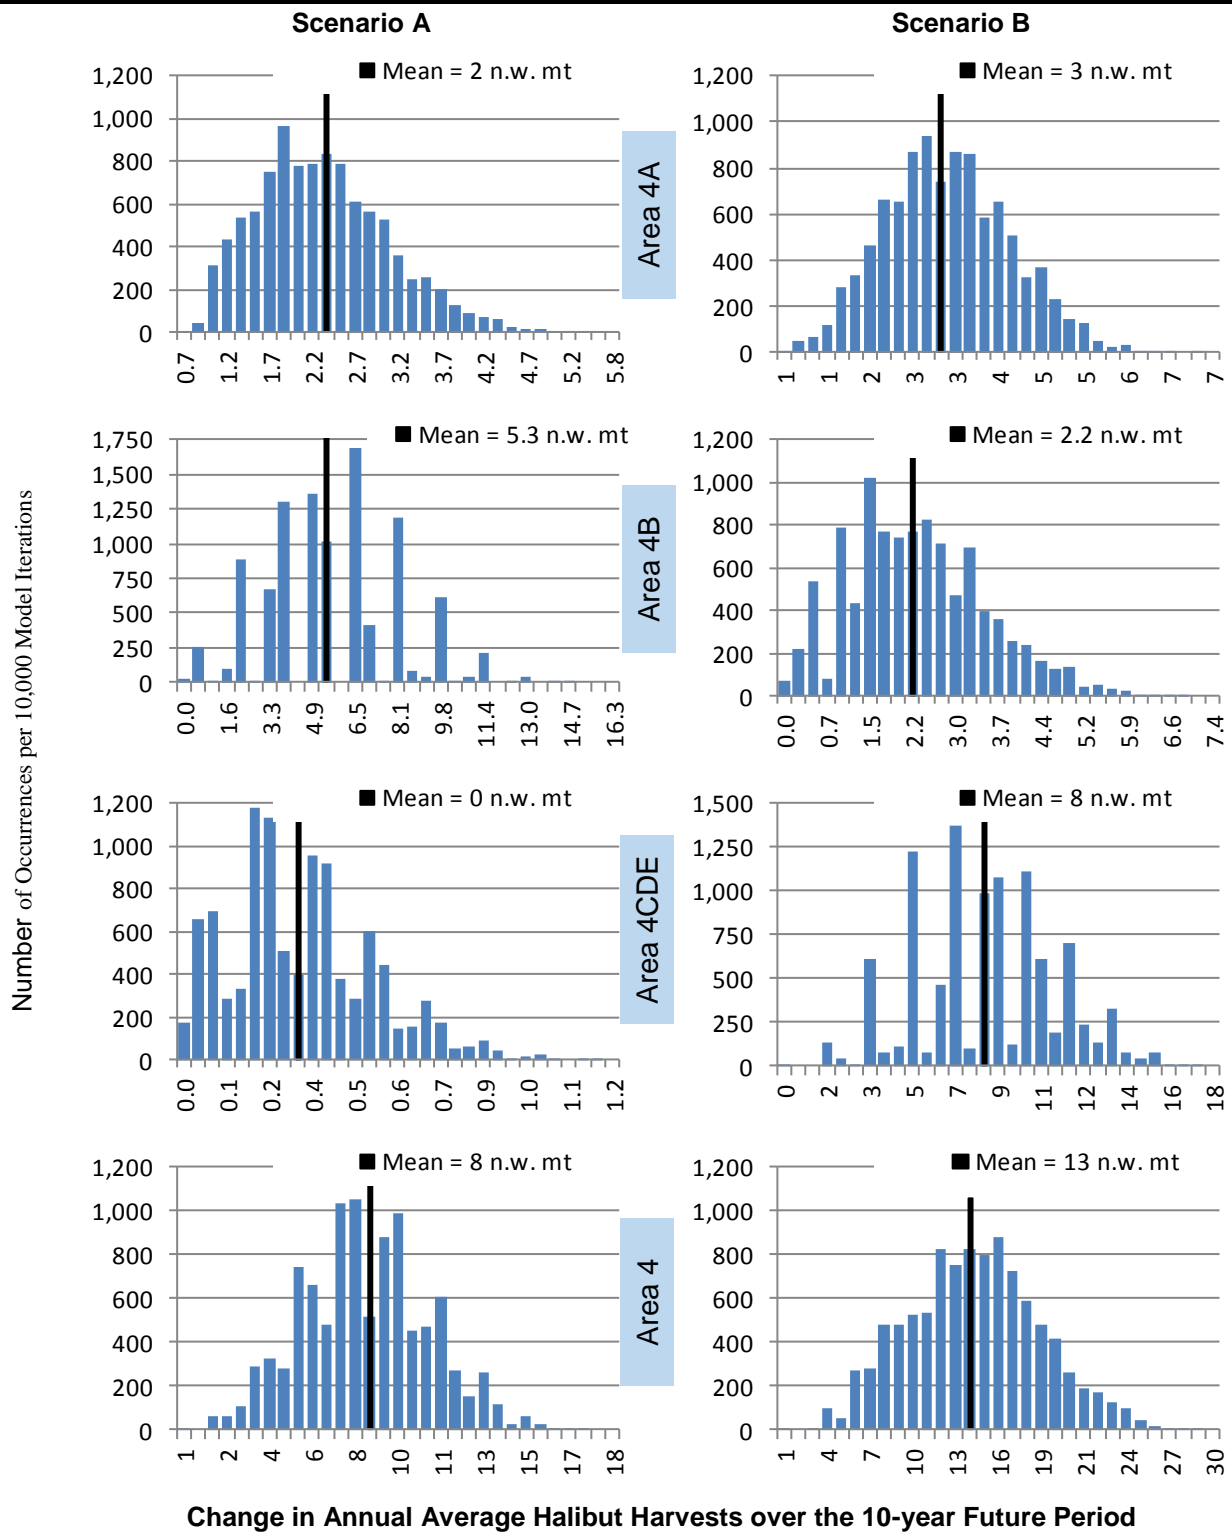 Scenario A
Scenario B
Number of Occurrences per 10,000 Model Iterations
Mean = 2 n.w. mt
1,200
1,000
800
600
400
200
0
0.7 1.2 1.7 2.2 2.7 3.2 3.7 4.2 4.7 5.2 5.8
Area 4A
Mean = 3 n.w. mt
1,200
1,000
800
600
400
200
0
1 1 2 3 3 4 5 5 6 7 7
Mean = 5.3 n.w. mt
1,750
1,500
1,250
1,000
750
500
250
0
0.0 1.6 3.3 4.9 6.5 8.1 9.8 11.4 13.0 14.7 16.3
Area 4B
Mean = 2.2 n.w. mt
1,200
1,000
800
600
400
200
0
0.0 0.7 1.5 2.2 3.0 3.7 4.4 5.2 5.9 6.6 7.4
Mean = 0 n.w. mt
1,200
1,000
800
600
400
200
0
0.0 0.1 0.2 0.4 0.5 0.6 0.7 0.9 1.0 1.1 1.2
Area 4CDE
Mean = 8 n.w. mt
1,500
1,250
1,000
750
500
250
0
0 2 3 5 7 9 11 12 14 16 18
Mean = 8 n.w. mt
1,200
1,000
800
600
400
200
0
1 2 4 6 8 10 11 13 15 17 18
Area 4
Mean = 13 n.w. mt
1,200
1,000
800
600
400
200
0
1 4 7 10 13 16 19 21 24 27 30
Change in Annual Average Halibut Harvests over the 10-year Future Period